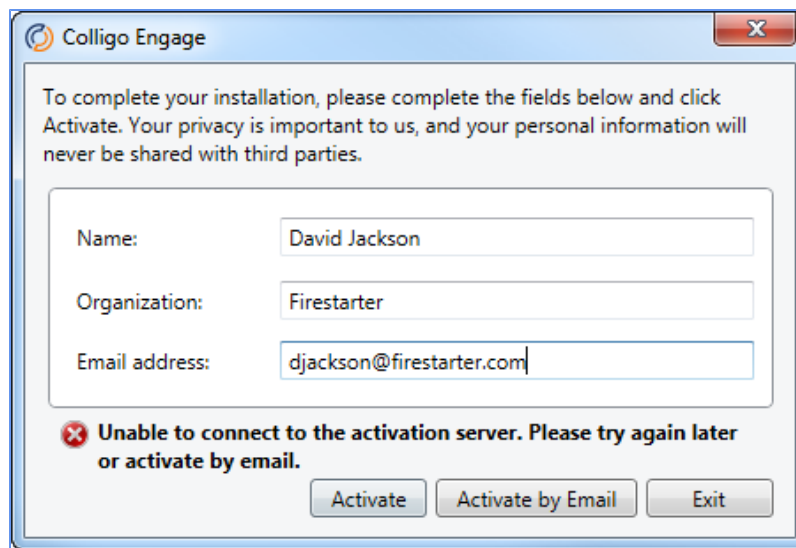 Colligo Engage
To complete your installation, please complete the fields below and click
Activate. Your privacy is important to us, and your personal information will
never be shared with third parties.
Name: David Jackson
Organization: Firestarter
Email address: djackson@firestarter.com
Unable to connect to the activation server. Please try again later
or activate by email.
Activate Activate by Email Exit